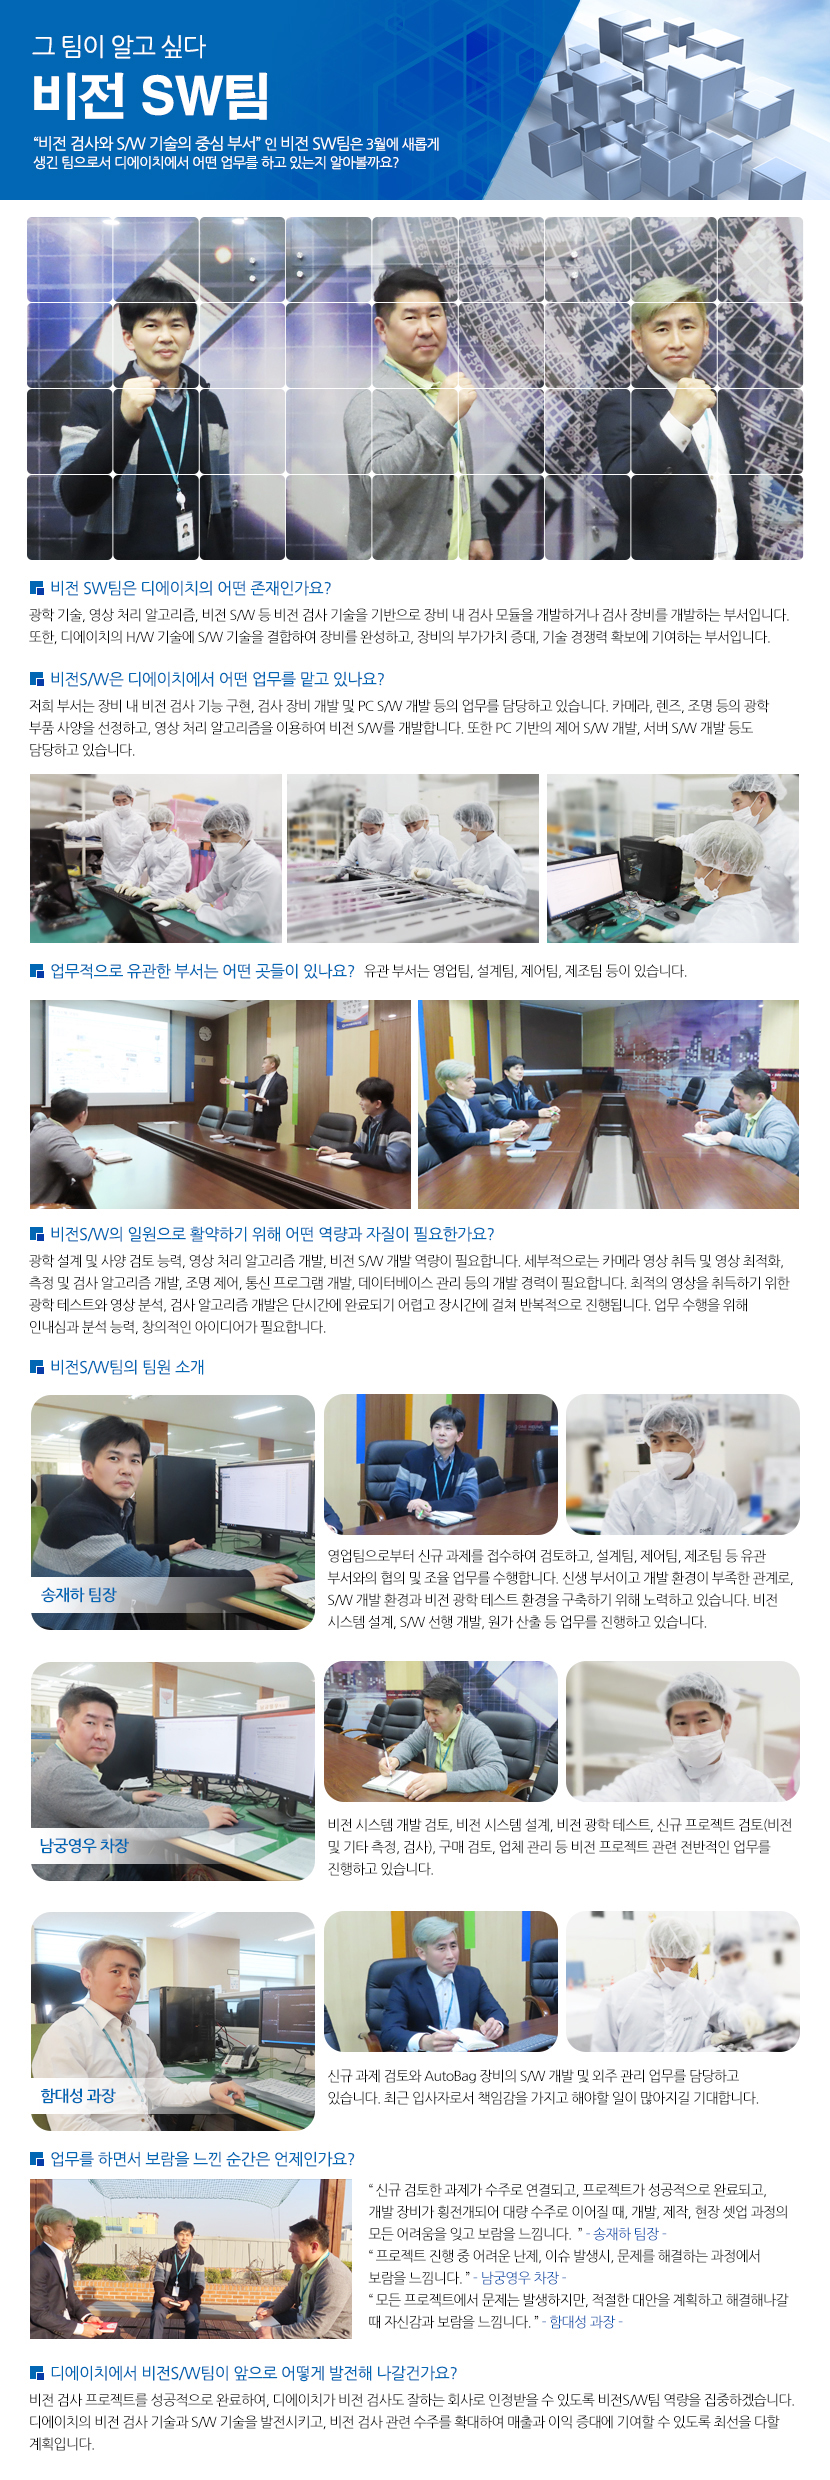 그 팀이 알고 싶다
비전 SW팀
“비전 검사와 S/W 기술의 중심 부서” 인 비전 SW팀은 3월에 새롭게
생긴 팀으로서 디에이치에서 어떤 업무를 하고 있는지 알아볼까요?
비전 SW팀은 디에이치의 어떤 존재인가요?
광학 기술, 영상 처리 알고리즘, 비전 S/W 등 비전 검사 기술을 기반으로 장비 내 검사 모듈을 개발하거나 검사 장비를 개발하는 부서입니다.
또한, 디에이치의 H/W 기술에 S/W 기술을 결합하여 장비를 완성하고, 장비의 부가가치 증대, 기술 경쟁력 확보에 기여하는 부서입니다.
비전S/W은 디에이치에서 어떤 업무를 맡고 있나요?
저희 부서는 장비 내 비전 검사 기능 구현, 검사 장비 개발 및 PC S/W 개발 등의 업무를 담당하고 있습니다. 카메라, 렌즈, 조명 등의 광학
부품 사양을 선정하고, 영상 처리 알고리즘을 이용하여 비전 S/W를 개발합니다. 또한 PC 기반의 제어 S/W 개발, 서버 S/W 개발 등도
담당하고 있습니다.
업무적으로 유관한 부서는 어떤 곳들이 있나요? 유관 부서는 영업팀, 설계팀, 제어팀, 제조팀 등이 있습니다.
비전S/W의 일원으로 활약하기 위해 어떤 역량과 자질이 필요한가요?
광학 설계 및 사양 검토 능력, 영상 처리 알고리즘 개발, 비전 S/W 개발 역량이 필요합니다. 세부적으로는 카메라 영상 취득 및 영상 최적화,
측정 및 검사 알고리즘 개발, 조명 제어, 통신 프로그램 개발, 데이터베이스 관리 등의 개발 경력이 필요합니다. 최적의 영상을 취득하기 위한
광학 테스트와 영상 분석, 검사 알고리즘 개발은 단시간에 완료되기 어렵고 장시간에 걸쳐 반복적으로 진행됩니다. 업무 수행을 위해
인내심과 분석 능력, 창의적인 아이디어가 필요합니다.
비전S/W팀의 팀원 소개
송재하 팀장
영업팀으로부터 신규 과제를 접수하여 검토하고, 설계팀, 제어팀, 제조팀 등 유관
부서와의 협의 및 조율 업무를 수행합니다. 신생 부서이고 개발 환경이 부족한 관계로,
S/W 개발 환경과 비전 광학 테스트 환경을 구축하기 위해 노력하고 있습니다. 비전
시스템 설계, S/W 선행 개발, 원가 산출 등 업무를 진행하고 있습니다.
남궁영우 차장
비전 시스템 개발 검토, 비전 시스템 설계, 비전 광학 테스트, 신규 프로젝트 검토(비전
및 기타 측정, 검사), 구매 검토, 업체 관리 등 비전 프로젝트 관련 전반적인 업무를
진행하고 있습니다.
함대성 과장
신규 과제 검토와 AutoBag 장비의 S/W 개발 및 외주 관리 업무를 담당하고
있습니다. 최근 입사자로서 책임감을 가지고 해야할 일이 많아지길 기대합니다.
업무를 하면서 보람을 느낀 순간은 언제인가요?
“ 신규 검토한 과제가 수주로 연결되고, 프로젝트가 성공적으로 완료되고,
개발 장비가 횡전개되어 대량 수주로 이어질 때, 개발, 제작, 현장 셋업 과정의
모든 어려움을 잊고 보람을 느낍니다. ” - 송재하 팀장 -
“ 프로젝트 진행 중 어려운 난제, 이슈 발생시, 문제를 해결하는 과정에서
보람을 느낍니다. ” - 남궁영우 차장 -
“ 모든 프로젝트에서 문제는 발생하지만, 적절한 대안을 계획하고 해결해나갈
때 자신감과 보람을 느낍니다. ” - 함대성 과장 -
디에이치에서 비전S/W팀이 앞으로 어떻게 발전해 나갈건가요?
비전 검사 프로젝트를 성공적으로 완료하여, 디에이치가 비전 검사도 잘하는 회사로 인정받을 수 있도록 비전S/W팀 역량을 집중하겠습니다.
디에이치의 비전 검사 기술과 S/W 기술을 발전시키고, 비전 검사 관련 수주를 확대하여 매출과 이익 증대에 기여할 수 있도록 최선을 다할
계획입니다.